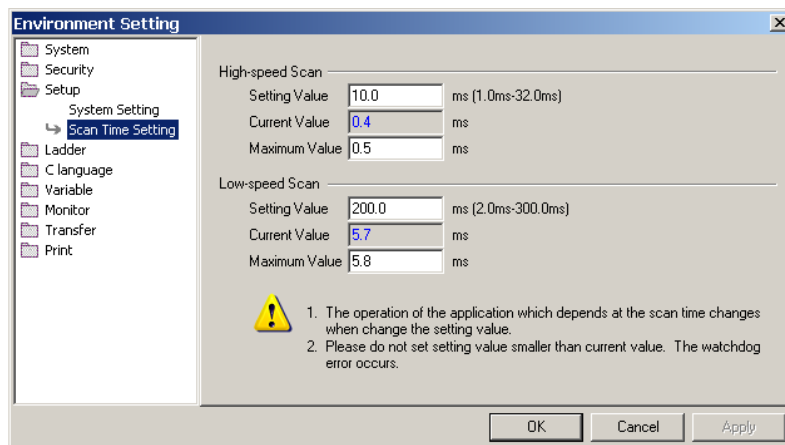 Environment Setting
System
Security
Setup
System Setting
Scan Time Setting
Ladder
C language
Variable
Monitor
Transfer
Print
High-speed Scan
Setting Value 10.0 ms (1.0ms-32.0ms)
Current Value 0.4 ms
Maximum Value 0.5 ms
Low-speed Scan
Setting Value 200.0 ms (2.0ms-300.0ms)
Current Value 5.7 ms
Maximum Value 5.8 ms
1. The operation of the application which depends at the scan time changes
when change the setting value.
2. Please do not set setting value smaller than current value. The watchdog
error occurs.
OK Cancel Apply